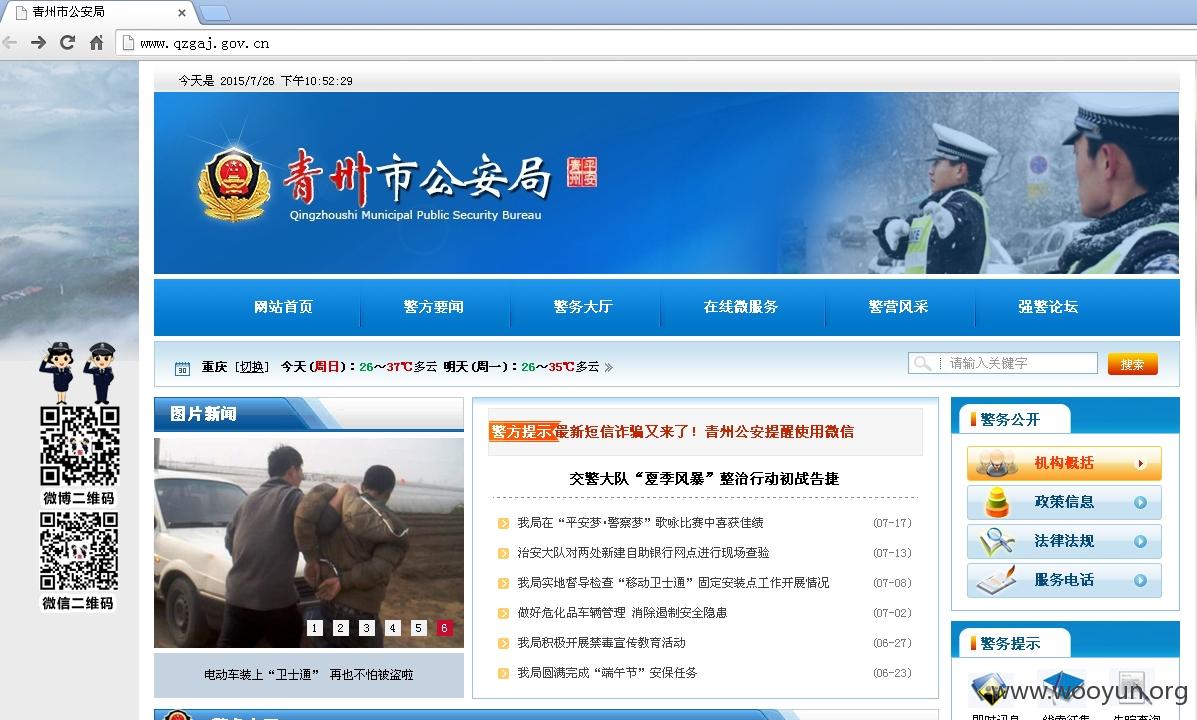 青州市公安局
www.qzgaj.gov.cn
今天是 2015/7/26 下午10:52:29
青州市公安局
平安青州
Qingzhoushi Municipal Public Security Bureau
网站首页 警方要闻 警务大厅 在线微服务 警营风采 强警论坛
重庆 [切换] 今天(周日)：26～37℃多云 明天(周一)：26～35℃多云
请输入关键字 搜索
微博二维码
微信二维码
图片新闻
1 2 3 4 5 6
电动车装上“卫士通” 再也不怕被盗啦
警方提示 最新短信诈骗又来了！青州公安提醒使用微信
交警大队“夏季风暴”整治行动初战告捷
我局在“平安梦·警察梦”歌咏比赛中喜获佳绩 (07-17)
治安大队对两处新建自助银行网点进行现场查验 (07-13)
我局实地督导检查“移动卫士通”固定安装点工作开展情况 (07-08)
做好危化品车辆管理 消除遏制安全隐患 (07-02)
我局积极开展禁毒宣传教育活动 (06-27)
我局圆满完成“端午节”安保任务 (06-23)
警务公开
机构概括
政策信息
法律法规
服务电话
警务提示
www.wooyun.org